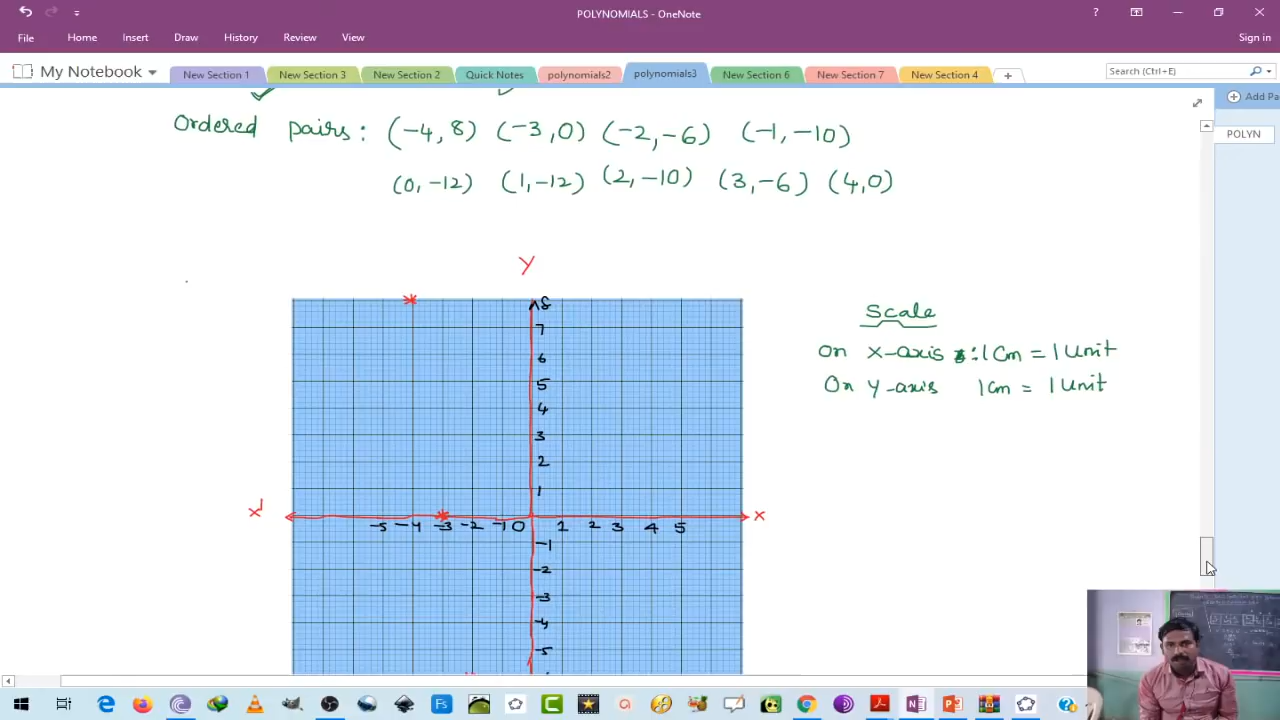 POLYNOMIALS - OneNote
?
File Home Insert Draw History Review View
Sign in
My Notebook
New Section 1 New Section 3 New Section 2 Quick Notes polynomials2 polynomials3 New Section 6 New Section 7 New Section 4 +
Search (Ctrl+E)
Add Pa
POLYN
Ordered pairs : (-4, 8) (-3, 0) (-2, -6) (-1, -10)
(0, -12) (1, -12) (2, -10) (3, -6) (4, 0)
Y
8
7
6
5
4
3
2
1
x' x
-5 -4 -3 -2 -1 0 1 2 3 4 5
-1
-2
-3
-4
-5
Scale
On x-axis : 1 Cm = 1 Unit
On y-axis 1 Cm = 1 Unit